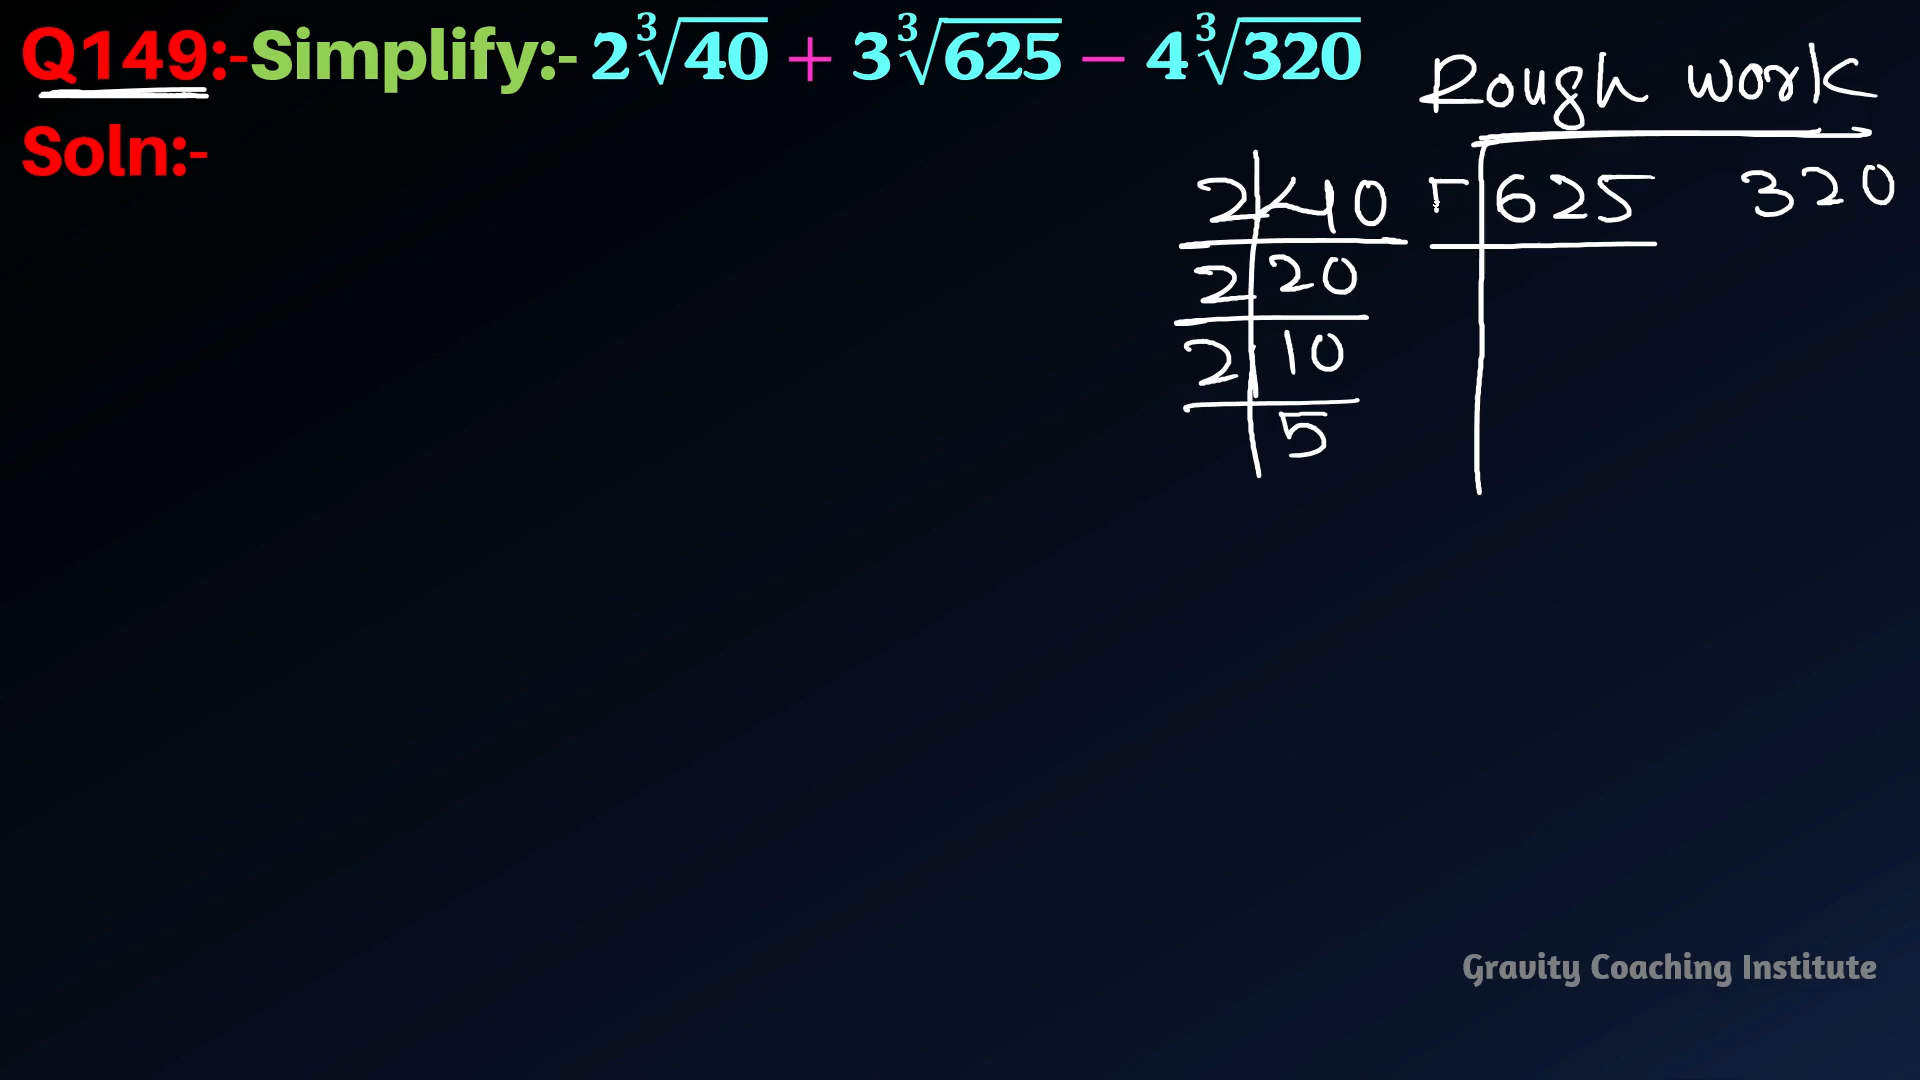 Q149:-Simplify:- 2∛40 + 3∛625 − 4∛320
Soln:-
Rough work
2 40
2 20
2 10
5
625
320
Gravity Coaching Institute